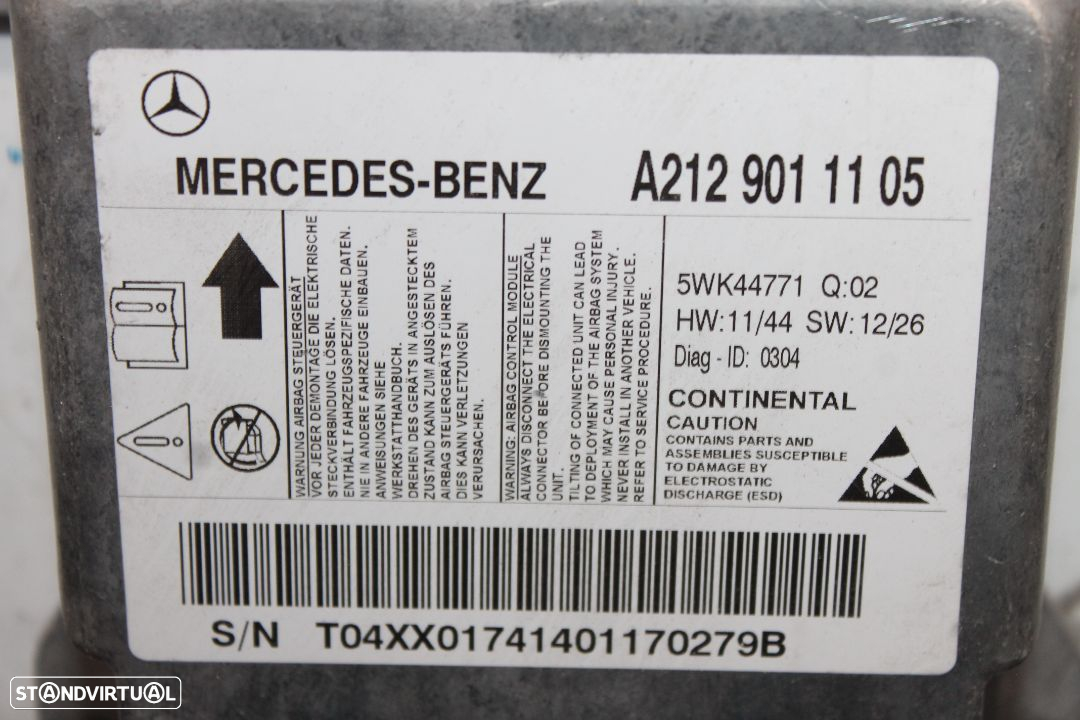 MERCEDES-BENZ
A212 901 11 05
WARNUNG AIRBAG STEUERGERÄT
VOR JEDER DEMONTAGE DIE ELEKTRISCHE
STECKVERBINDUNG LÖSEN.
ENTHÄLT FAHRZEUGSPEZIFISCHE DATEN.
NIE IN ANDERE FAHRZEUGE EINBAUEN.
ANWEISUNGEN SIEHE
WERKSTATTHANDBUCH.
DREHEN DES GERÄTS IN ANGESTECKTEM
ZUSTAND KANN ZUM AUSLÖSEN DES
AIRBAG STEUERGERÄTS FÜHREN.
DIES KANN VERLETZUNGEN
VERURSACHEN.
WARNING: AIRBAG CONTROL MODULE
ALWAYS DISCONNECT THE ELECTRICAL
CONNECTOR BEFORE DISMOUNTING THE
UNIT.
TILTING OF CONNECTED UNIT CAN LEAD
TO DEPLOYMENT OF THE AIRBAG SYSTEM
WHICH MAY CAUSE PERSONAL INJURY.
NEVER INSTALL IN ANOTHER VEHICLE.
REFER TO SERVICE PROCEDURE.
5WK44771 Q:02
HW:11/44 SW:12/26
Diag - ID: 0304
CONTINENTAL
CAUTION
CONTAINS PARTS AND
ASSEMBLIES SUSCEPTIBLE
TO DAMAGE BY
ELECTROSTATIC
DISCHARGE (ESD)
S/N T04XX01741401170279B
STANDVIRTUAL